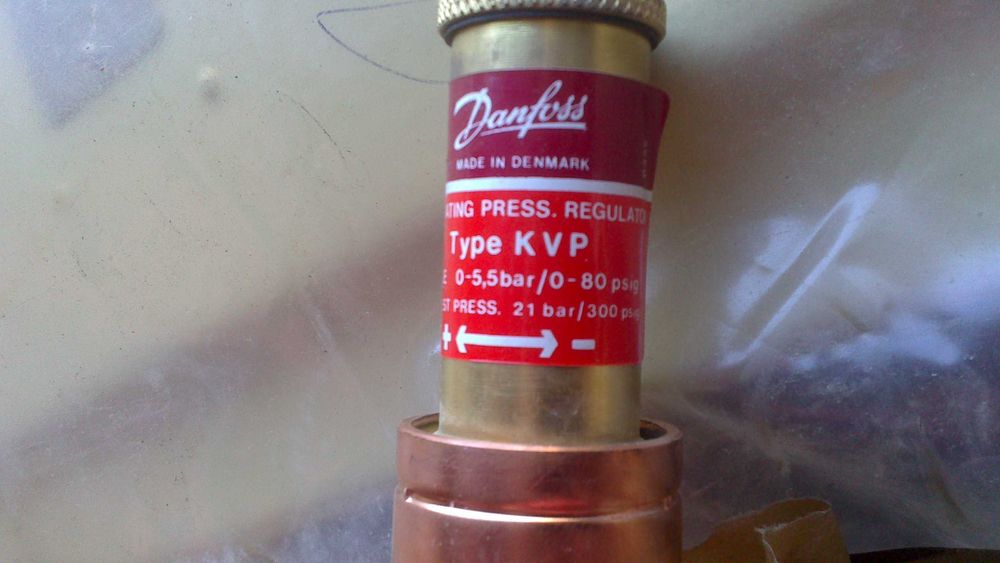 Danfoss
MADE IN DENMARK
ATING PRESS. REGULATO
Type KVP
E 0-5,5bar/0-80 psig
ST PRESS. 21 bar/300 psig
+ -